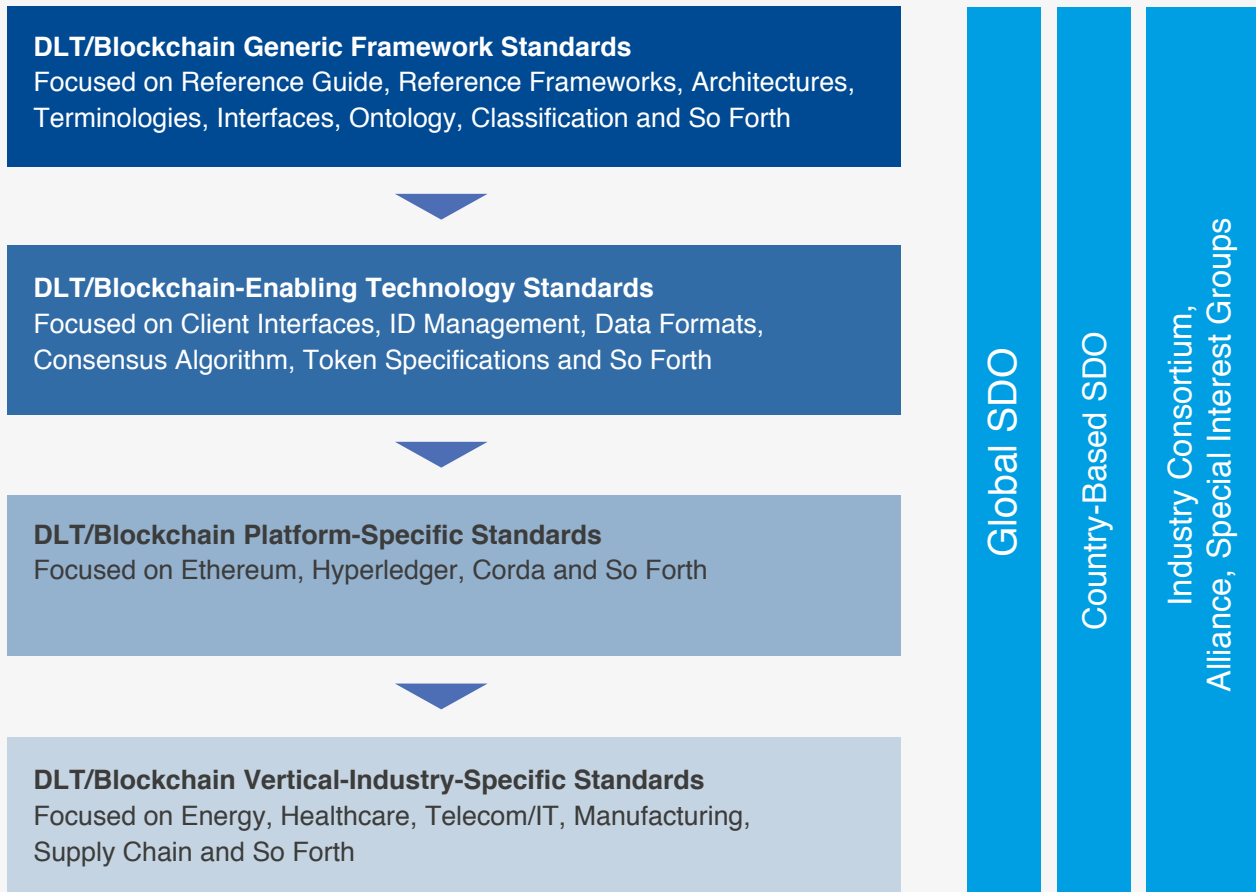 DLT/Blockchain Generic Framework Standards
Focused on Reference Guide, Reference Frameworks, Architectures,
Terminologies, Interfaces, Ontology, Classification and So Forth
DLT/Blockchain-Enabling Technology Standards
Focused on Client Interfaces, ID Management, Data Formats,
Consensus Algorithm, Token Specifications and So Forth
DLT/Blockchain Platform-Specific Standards
Focused on Ethereum, Hyperledger, Corda and So Forth
DLT/Blockchain Vertical-Industry-Specific Standards
Focused on Energy, Healthcare, Telecom/IT, Manufacturing,
Supply Chain and So Forth
Global SDO
Country-Based SDO
Industry Consortium,
Alliance, Special Interest Groups